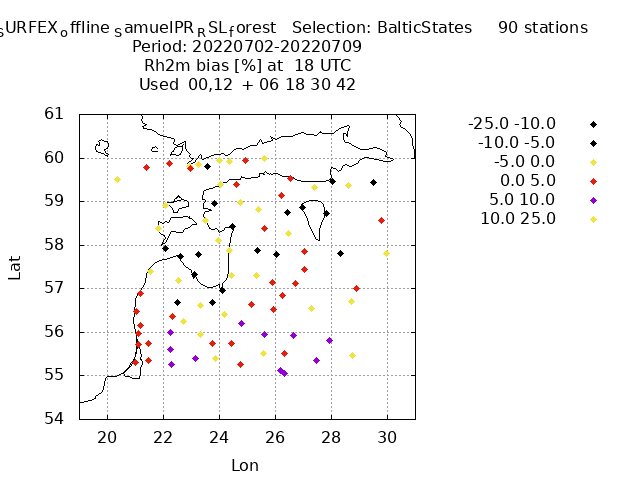 SURFEXoffline SamuelPR RSLforest Selection: BalticStates 90 stations
Period: 20220702-20220709
Rh2m bias [%] at 18 UTC
Used 00,12 + 06 18 30 42
61
60
59
58
57
56
55
54
20 22 24 26 28 30
Lat
Lon
-25.0 -10.0
-10.0 -5.0
-5.0 0.0
0.0 5.0
5.0 10.0
10.0 25.0